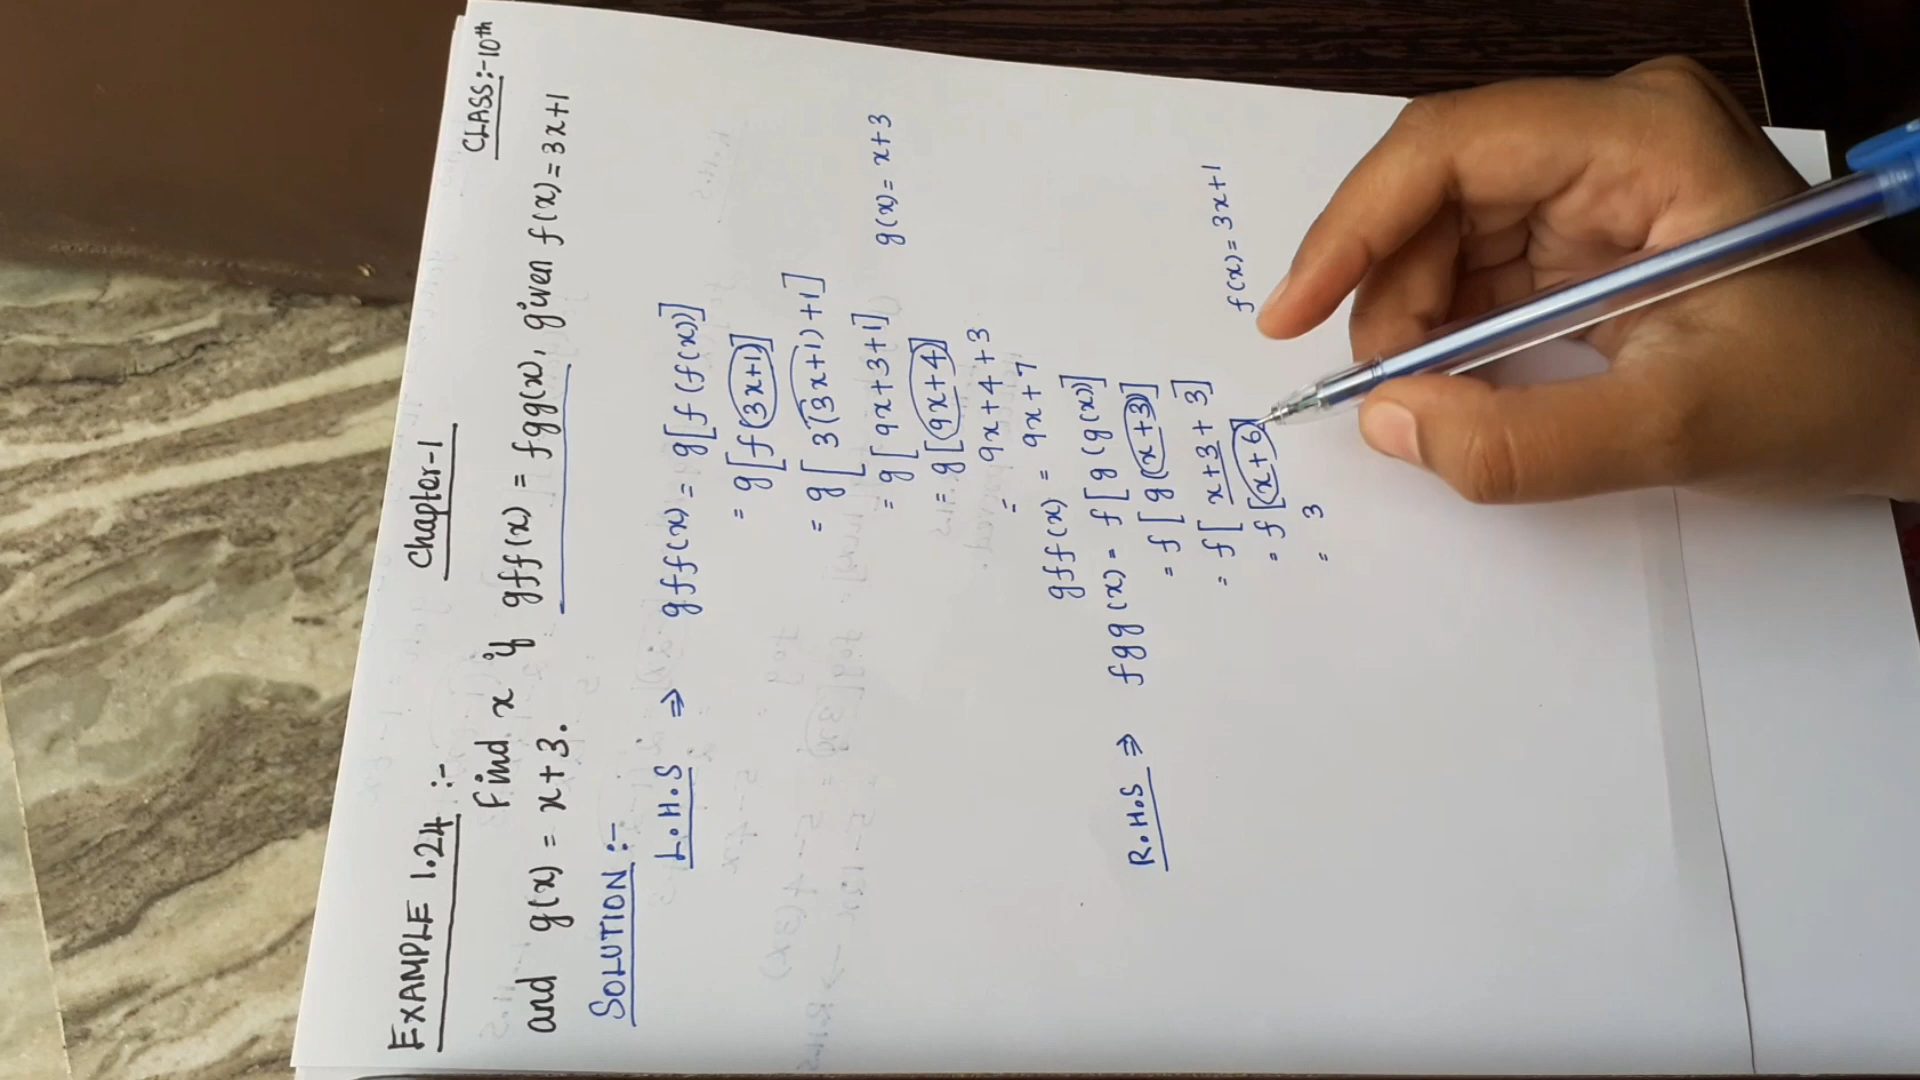 Chapter-1
CLASS:-10th
EXAMPLE 1.24 :-
Find x if gff(x) = fgg(x), given f(x) = 3x+1
and g(x) = x+3.
SOLUTION :-
L.H.S ⇒ gff(x) = g[f(f(x))]
= g[f(3x+1)]
= g[3(3x+1)+1]
= g[9x+3+1]
g(x) = x+3
= g[(9x+4)]
= 9x+4+3
gff(x) = 9x+7
R.H.S ⇒ fgg(x) = f[g(g(x))]
= f[g(x+3)]
= f[x+3+3]
f(x) = 3x+1
= f[(x+6)]
= 3